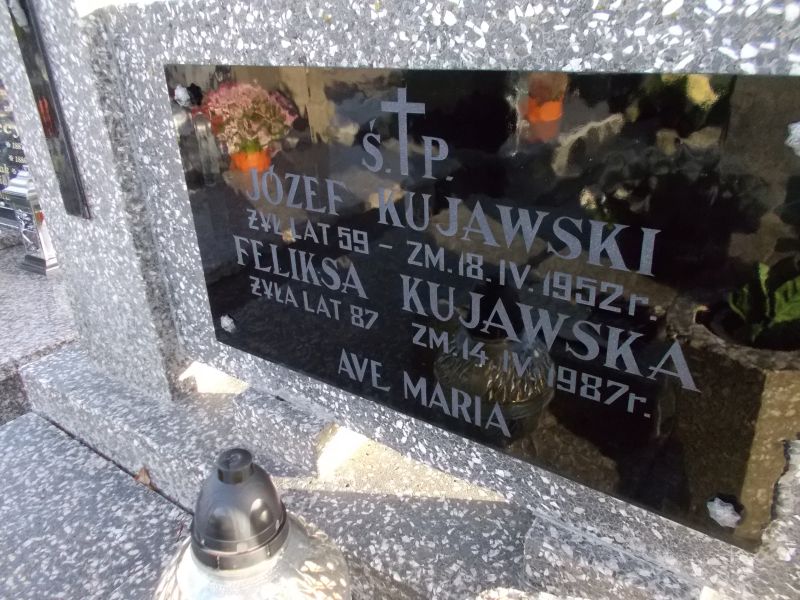 Ś.P.
JÓZEF KUJAWSKI
ŻYŁ LAT 59 – ZM. 18. IV. 1952 r.
FELIKSA KUJAWSKA
ŻYŁA LAT 87 ZM. 14. IV. 1987 r.
AVE MARIA